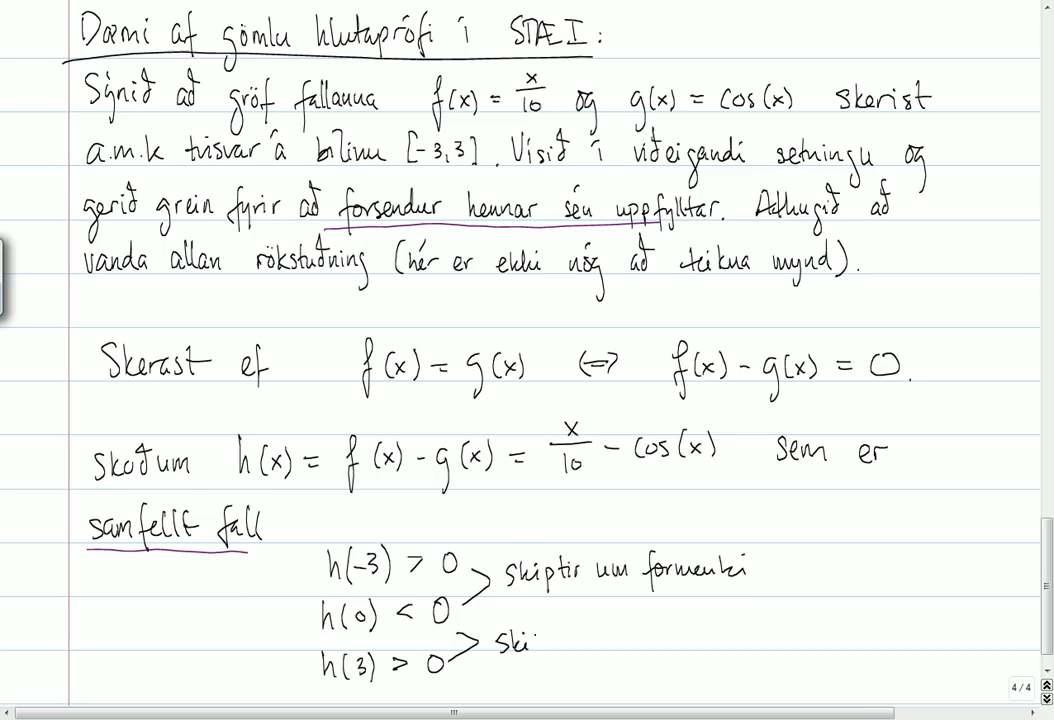 Dæmi af gömlu hlutaprófi í STÆ I:
Sýnið að gröf fallanna f(x) = x/10 og g(x) = cos(x) skerist
a.m.k tvisvar á bilinu [-3,3]. Vísið í viðeigandi setningu og
gerið grein fyrir að forsendur hennar séu uppfylltar. Athugið að
vanda allan rökstuðning (hér er ekki nóg að teikna mynd).
Skerast ef f(x) = g(x) ⇔ f(x) - g(x) = 0.
Skoðum h(x) = f(x) - g(x) = x/10 - cos(x) sem er
samfellt fall
h(-3) > 0 > skiptir um formerki
h(0) < 0
h(3) > 0 > ski
4/4